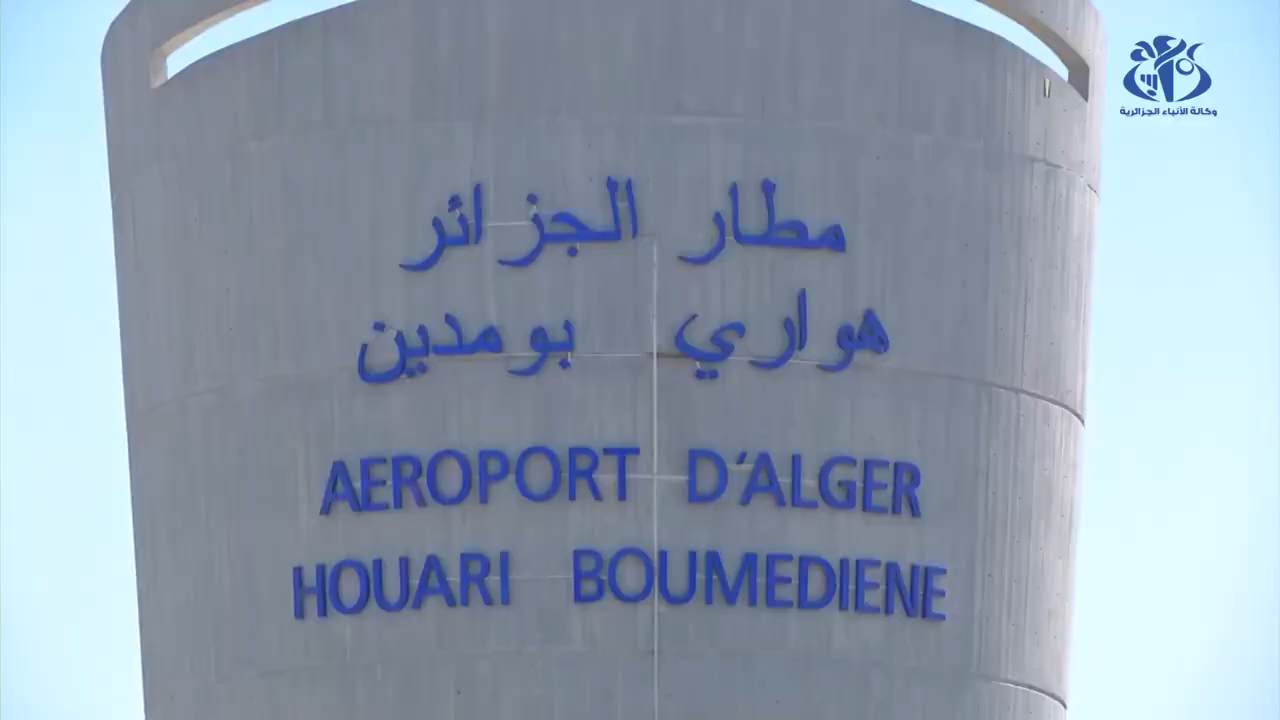 وكالة الأنباء الجزائرية
مطار الجزائر
هواري بومدين
AEROPORT D'ALGER
HOUARI BOUMEDIENE